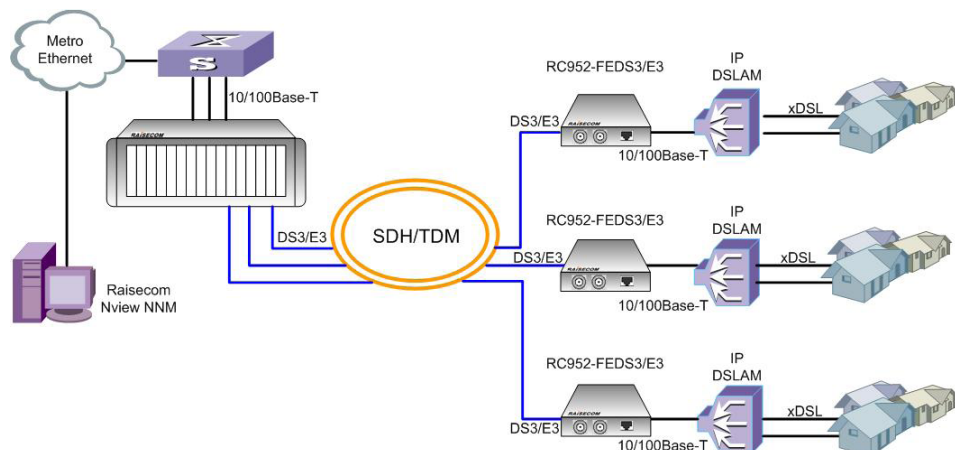 Metro
Ethernet
S
10/100Base-T
RAISECOM
DS3/E3
SDH/TDM
Raisecom
Nview NNM
RC952-FEDS3/E3
DS3/E3
RAISECOM
10/100Base-T
IP
DSLAM
xDSL
RC952-FEDS3/E3
DS3/E3
RAISECOM
10/100Base-T
IP
DSLAM
xDSL
RC952-FEDS3/E3
DS3/E3
RAISECOM
10/100Base-T
IP
DSLAM
xDSL